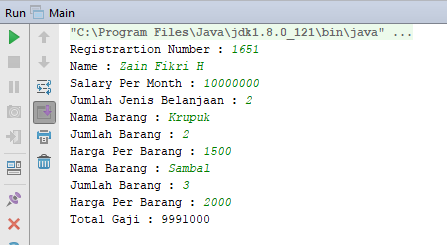 Run Main
"C:\Program Files\Java\jdk1.8.0_121\bin\java" ...
Registrartion Number : 1651
Name : Zain Fikri H
Salary Per Month : 10000000
Jumlah Jenis Belanjaan : 2
Nama Barang : Krupuk
Jumlah Barang : 2
Harga Per Barang : 1500
Nama Barang : Sambal
Jumlah Barang : 3
Harga Per Barang : 2000
Total Gaji : 9991000